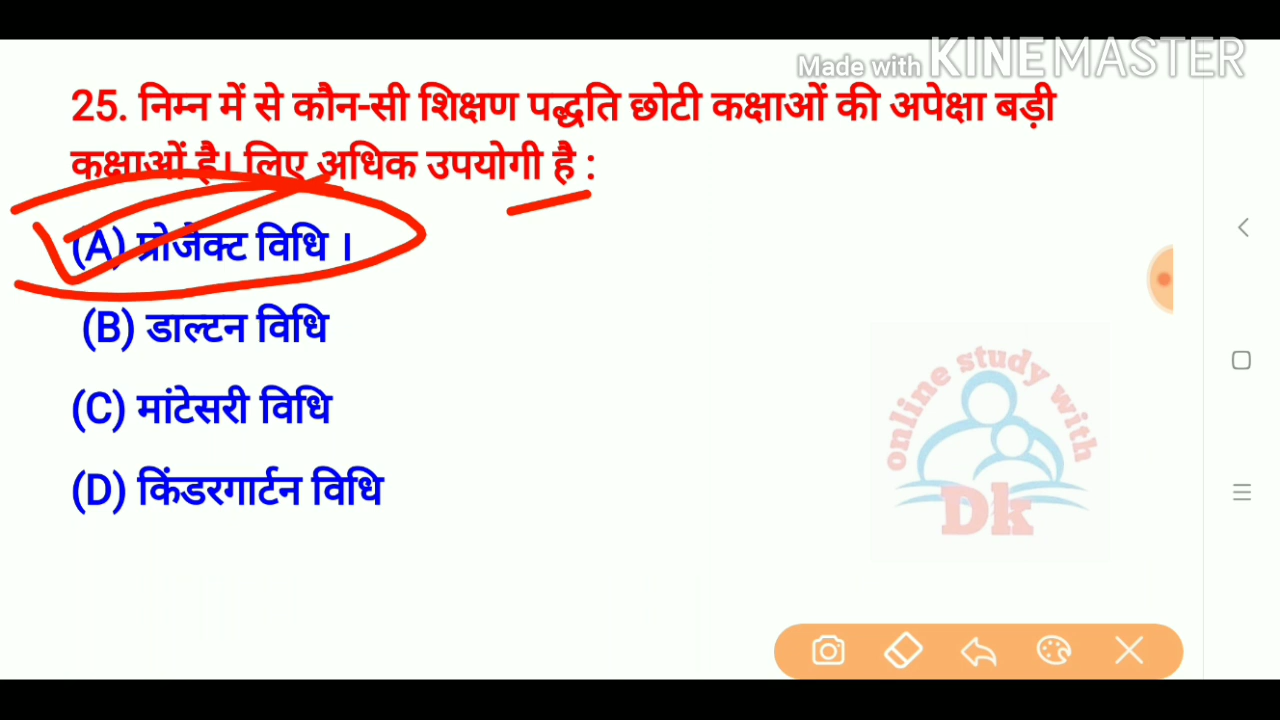 Made with KINEMASTER
25. निम्न में से कौन-सी शिक्षण पद्धति छोटी कक्षाओं की अपेक्षा बड़ी
कक्षाओं है। लिए अधिक उपयोगी है :
(A) प्रोजेक्ट विधि ।
(B) डाल्टन विधि
(C) मांटेसरी विधि
(D) किंडरगार्टन विधि
online study with
Dk